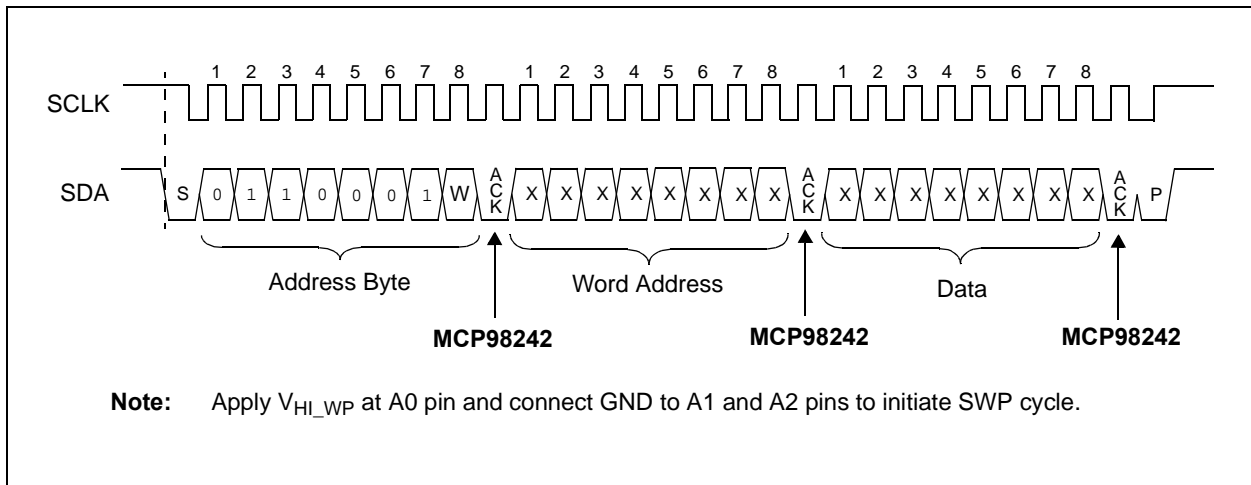 1 2 3 4 5 6 7 8 1 2 3 4 5 6 7 8 1 2 3 4 5 6 7 8
SCLK
SDA S 0 1 1 0 0 0 1 W ACK X X X X X X X X ACK X X X X X X X X ACK P
Address Byte Word Address Data
MCP98242 MCP98242 MCP98242
Note: Apply VHI_WP at A0 pin and connect GND to A1 and A2 pins to initiate SWP cycle.